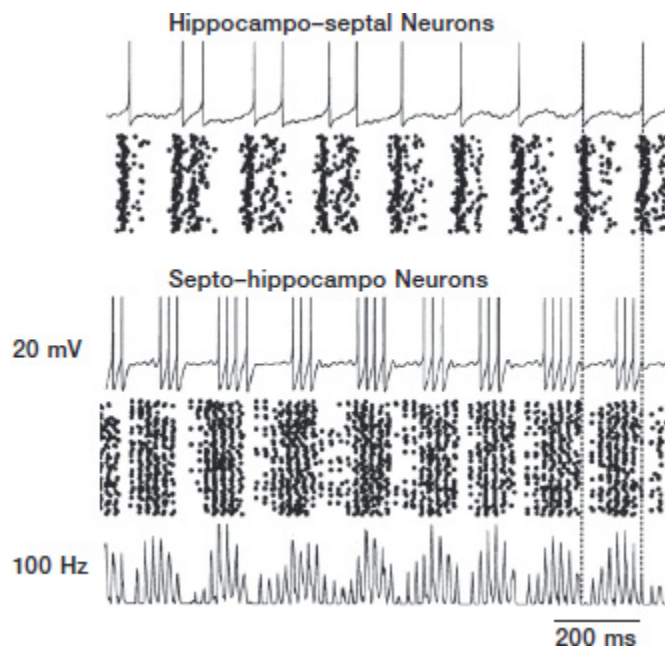 Hippocampo–septal Neurons
Septo–hippocampo Neurons
20 mV
100 Hz
200 ms